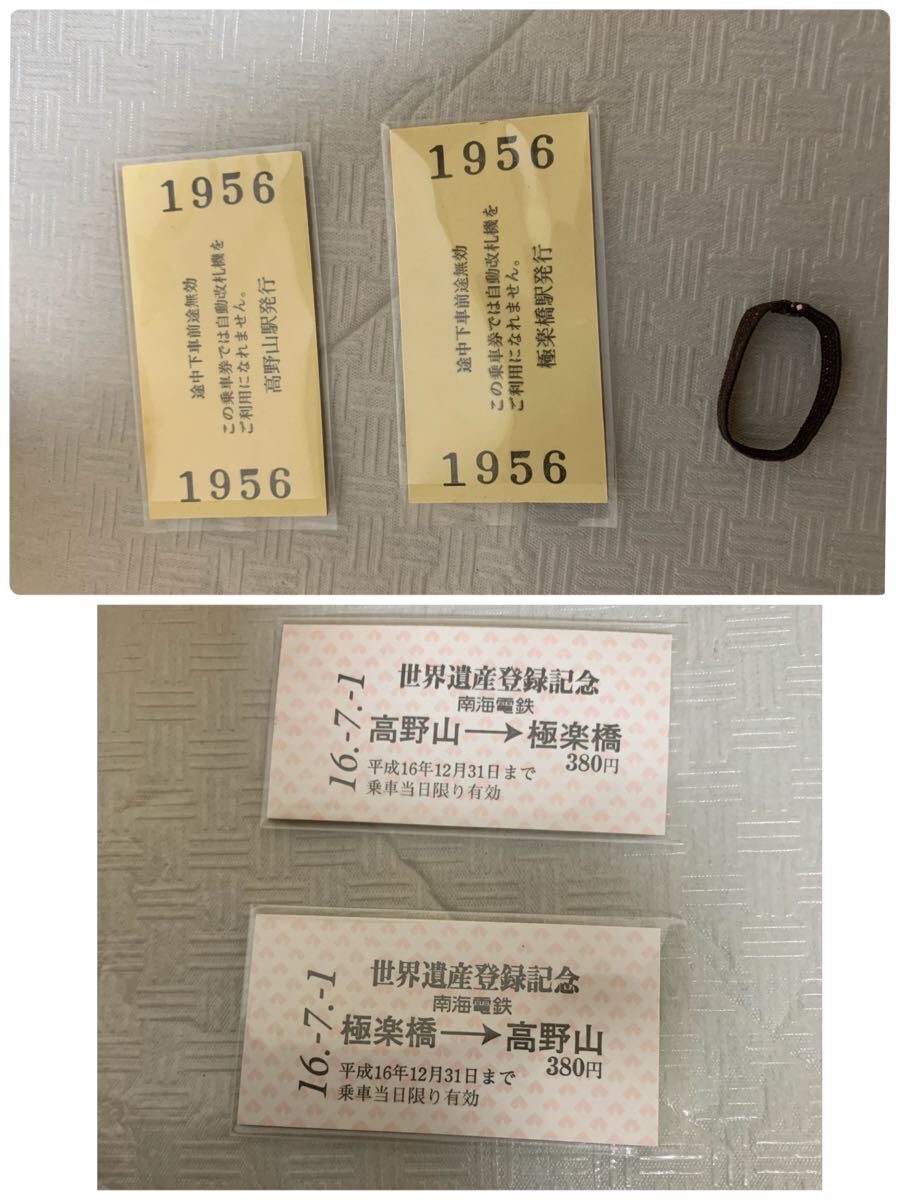 1956
途中下車前途無効
この乗車券では自動改札機を
ご利用になれません。
高野山駅発行
1956
1956
途中下車前途無効
この乗車券では自動改札機を
ご利用になれません。
極楽橋駅発行
1956
世界遺産登録記念
南海電鉄
高野山→極楽橋
380円
平成16年12月31日まで
乗車当日限り有効
16.-7.-1
世界遺産登録記念
南海電鉄
極楽橋→高野山
380円
平成16年12月31日まで
乗車当日限り有効
16.-7.-1